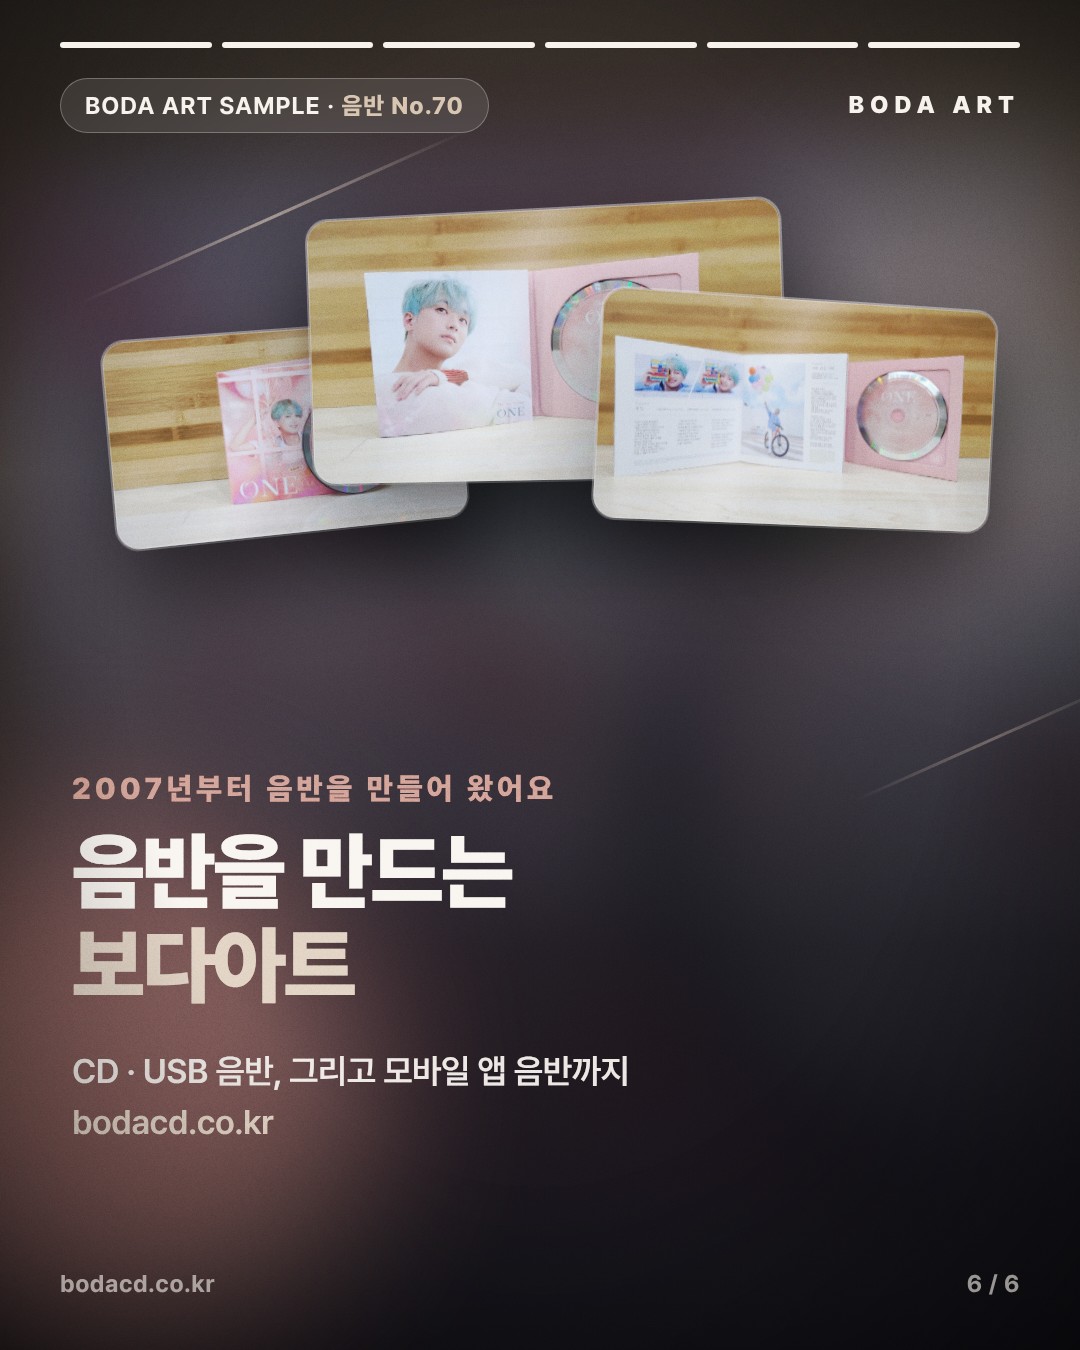 BODA ART SAMPLE · 음반 No.70
BODA ART
ONE
ONE
ONE
2007년부터 음반을 만들어 왔어요
음반을 만드는
보다아트
CD · USB 음반, 그리고 모바일 앱 음반까지
bodacd.co.kr
bodacd.co.kr
6 / 6